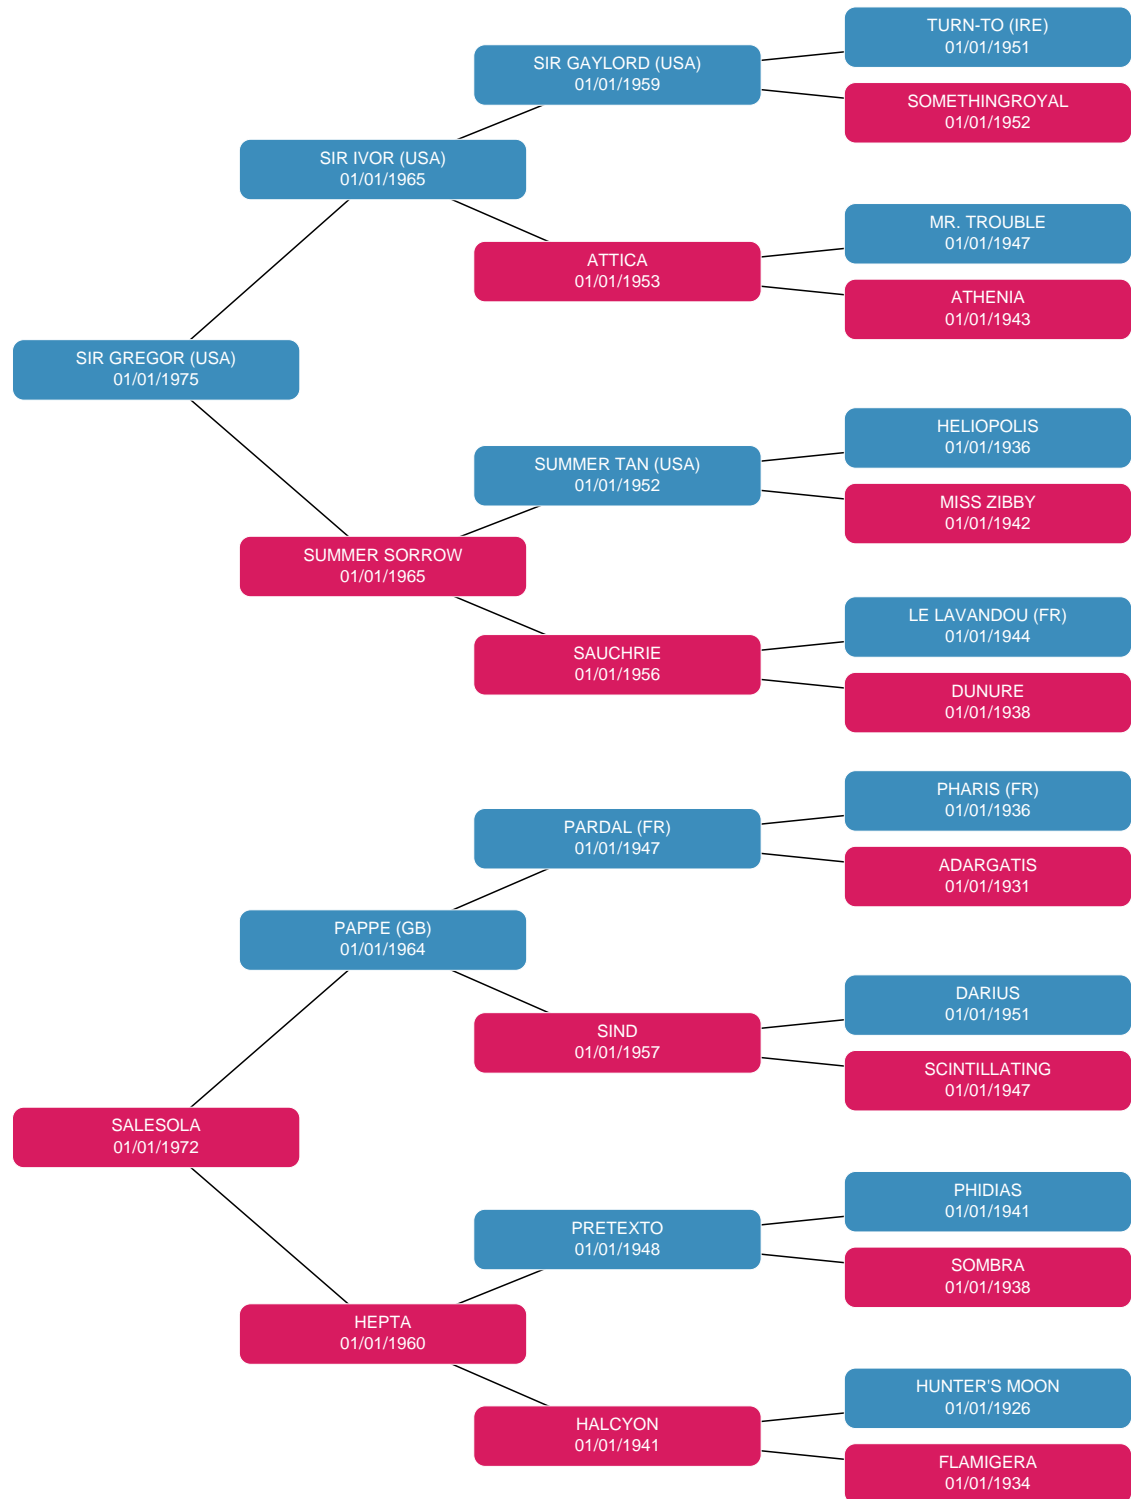 TURN-TO (IRE)
01/01/1951
SIR GAYLORD (USA)
01/01/1959
SOMETHINGROYAL
01/01/1952
SIR IVOR (USA)
01/01/1965
MR. TROUBLE
01/01/1947
ATTICA
01/01/1953
ATHENIA
01/01/1943
SIR GREGOR (USA)
01/01/1975
HELIOPOLIS
01/01/1936
SUMMER TAN (USA)
01/01/1952
MISS ZIBBY
01/01/1942
SUMMER SORROW
01/01/1965
LE LAVANDOU (FR)
01/01/1944
SAUCHRIE
01/01/1956
DUNURE
01/01/1938
PHARIS (FR)
01/01/1936
PARDAL (FR)
01/01/1947
ADARGATIS
01/01/1931
PAPPE (GB)
01/01/1964
DARIUS
01/01/1951
SIND
01/01/1957
SCINTILLATING
01/01/1947
SALESOLA
01/01/1972
PHIDIAS
01/01/1941
PRETEXTO
01/01/1948
SOMBRA
01/01/1938
HEPTA
01/01/1960
HUNTER'S MOON
01/01/1926
HALCYON
01/01/1941
FLAMIGERA
01/01/1934